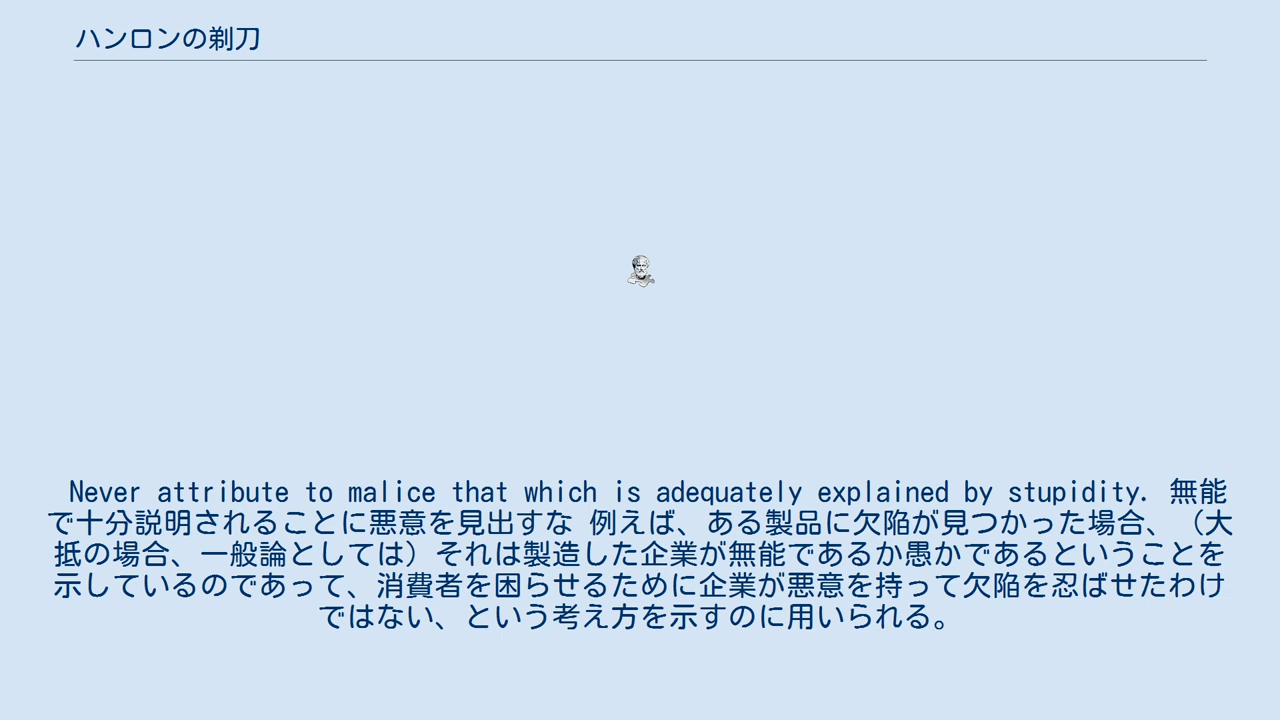 ハンロンの剃刀
Never attribute to malice that which is adequately explained by stupidity. 無能
で十分説明されることに悪意を見出すな 例えば、ある製品に欠陥が見つかった場合、（大
抵の場合、一般論としては）それは製造した企業が無能であるか愚かであるということを
示しているのであって、消費者を困らせるために企業が悪意を持って欠陥を忍ばせたわけ
ではない、という考え方を示すのに用いられる。